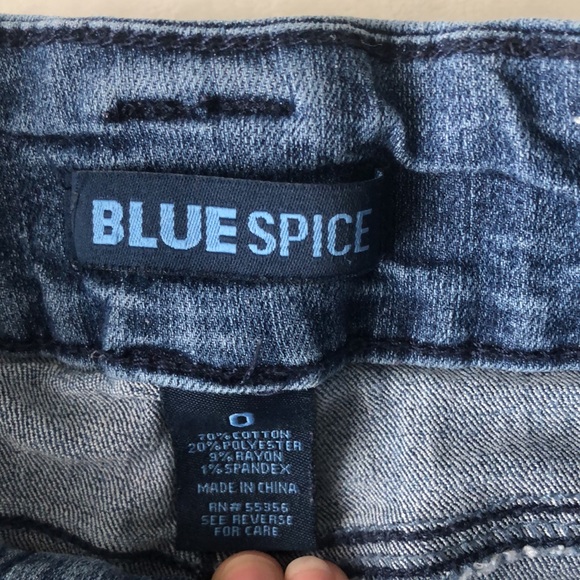 BLUE SPICE
0
70% COTTON
20% POLYESTER
9% RAYON
1% SPANDEX
MADE IN CHINA
RN# 55356
SEE REVERSE
FOR CARE